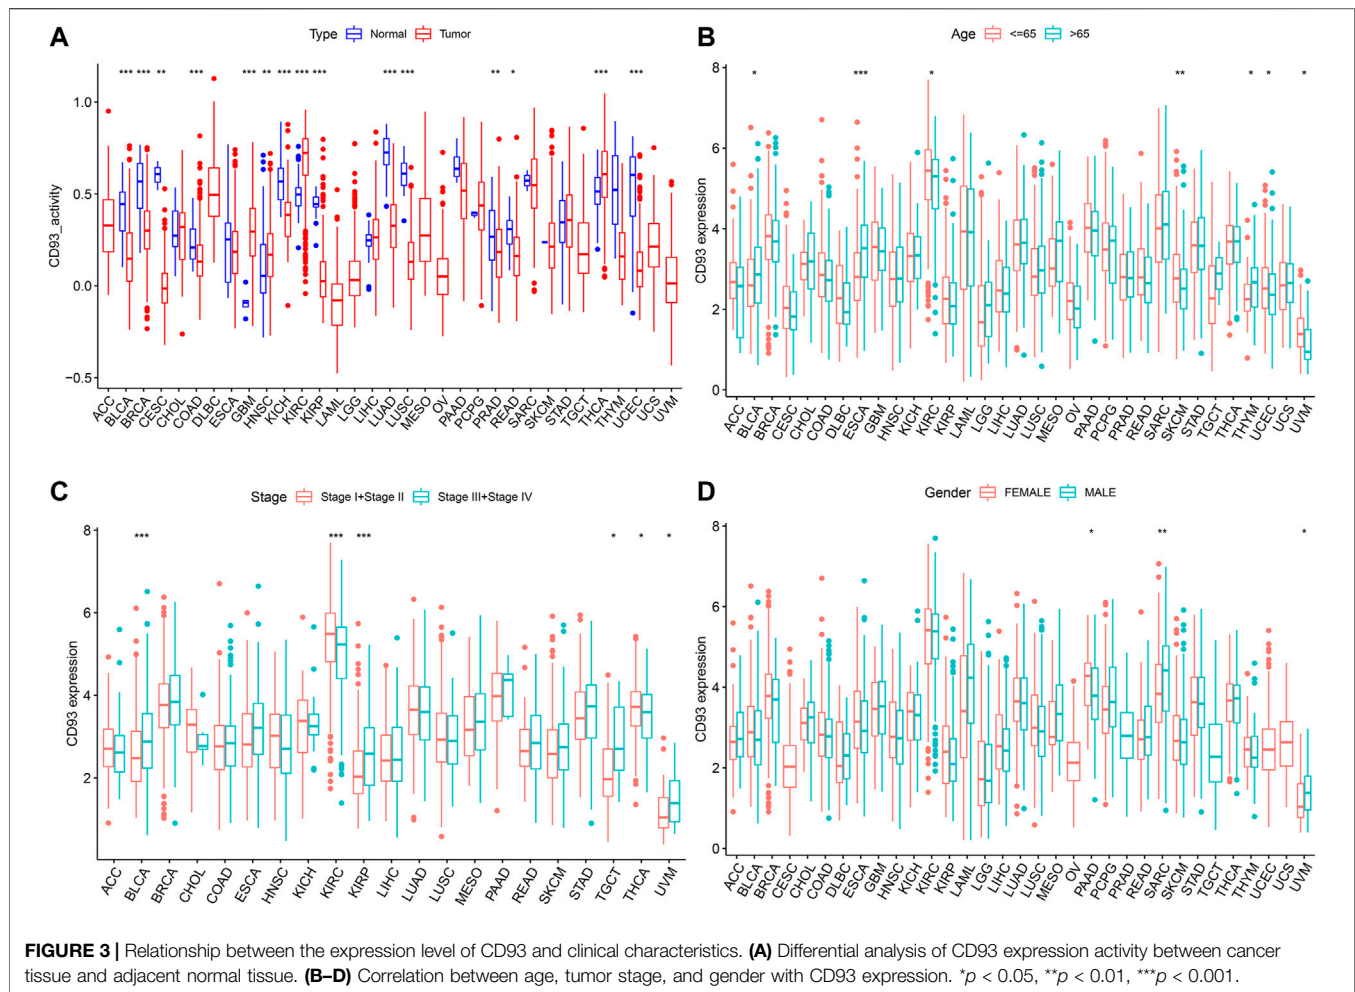 A
Type Normal Tumor
*** *** ** *** *** ** *** *** *** *** *** ** * *** ***
CD93_activity
1.0
0.5
0.0
−0.5
ACC BLCA BRCA CESC CHOL COAD DLBC ESCA GBM HNSC KICH KIRC KIRP LAML LGG LIHC LUAD LUSC MESO OV PAAD PCPG PRAD READ SARC SKCM STAD TGCT THCA THYM UCEC UCS UVM
B
Age <=65 >65
* *** * ** * * *
CD93 expression
8
6
4
2
0
ACC BLCA BRCA CESC CHOL COAD DLBC ESCA GBM HNSC KICH KIRC KIRP LAML LGG LIHC LUAD LUSC MESO OV PAAD PCPG PRAD READ SARC SKCM STAD TGCT THCA THYM UCEC UCS UVM
C
Stage Stage I+Stage II Stage III+Stage IV
*** *** *** * * *
CD93 expression
8
6
4
2
ACC BLCA BRCA CHOL COAD ESCA HNSC KICH KIRC KIRP LIHC LUAD LUSC MESO PAAD READ SKCM STAD TGCT THCA UVM
D
Gender FEMALE MALE
* ** *
CD93 expression
8
6
4
2
0
ACC BLCA BRCA CESC CHOL COAD DLBC ESCA GBM HNSC KICH KIRC KIRP LAML LGG LIHC LUAD LUSC MESO OV PAAD PCPG PRAD READ SARC SKCM STAD TGCT THCA THYM UCEC UCS UVM
FIGURE 3 | Relationship between the expression level of CD93 and clinical characteristics. (A) Differential analysis of CD93 expression activity between cancer
tissue and adjacent normal tissue. (B–D) Correlation between age, tumor stage, and gender with CD93 expression. *p < 0.05, **p < 0.01, ***p < 0.001.